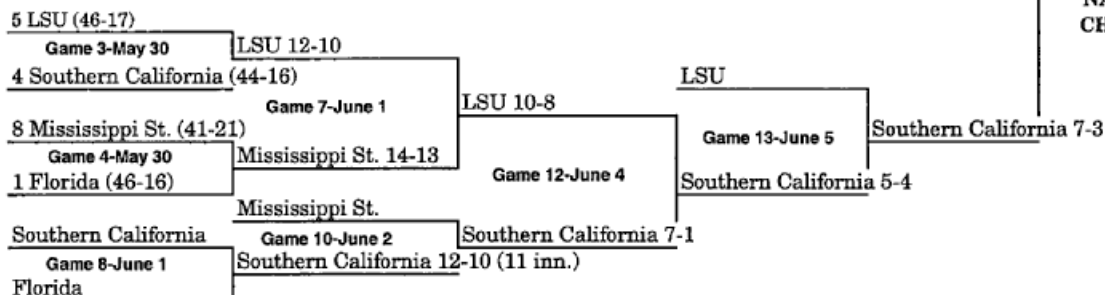 NA
CH
5 LSU (46-17)
Game 3-May 30
LSU 12-10
4 Southern California (44-16)
LSU
Game 7-June 1
LSU 10-8
8 Mississippi St. (41-21)
Game 13-June 5
Southern California 7-3
Game 4-May 30
Mississippi St. 14-13
1 Florida (46-16)
Game 12-June 4
Southern California 5-4
Mississippi St.
Southern California
Game 10-June 2
Southern California 7-1
Game 8-June 1
Southern California 12-10 (11 inn.)
Florida